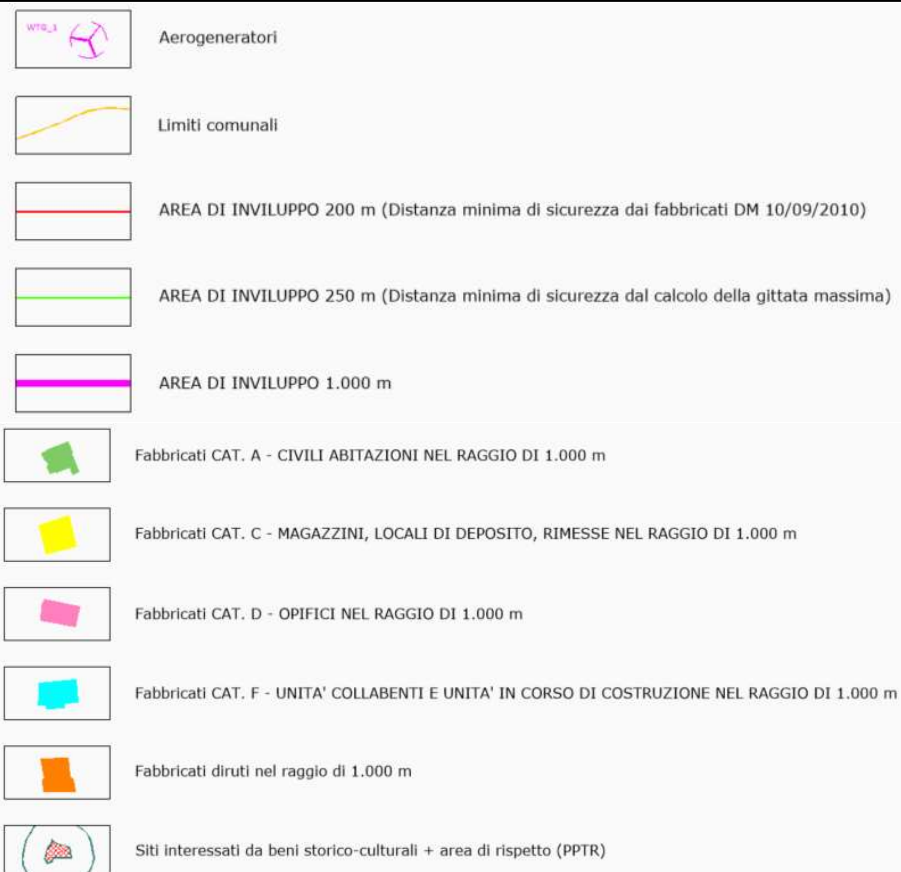 WTG_1
Aerogeneratori
Limiti comunali
AREA DI INVILUPPO 200 m (Distanza minima di sicurezza dai fabbricati DM 10/09/2010)
AREA DI INVILUPPO 250 m (Distanza minima di sicurezza dal calcolo della gittata massima)
AREA DI INVILUPPO 1.000 m
Fabbricati CAT. A - CIVILI ABITAZIONI NEL RAGGIO DI 1.000 m
Fabbricati CAT. C - MAGAZZINI, LOCALI DI DEPOSITO, RIMESSE NEL RAGGIO DI 1.000 m
Fabbricati CAT. D - OPIFICI NEL RAGGIO DI 1.000 m
Fabbricati CAT. F - UNITA' COLLABENTI E UNITA' IN CORSO DI COSTRUZIONE NEL RAGGIO DI 1.000 m
Fabbricati diruti nel raggio di 1.000 m
Siti interessati da beni storico-culturali + area di rispetto (PPTR)